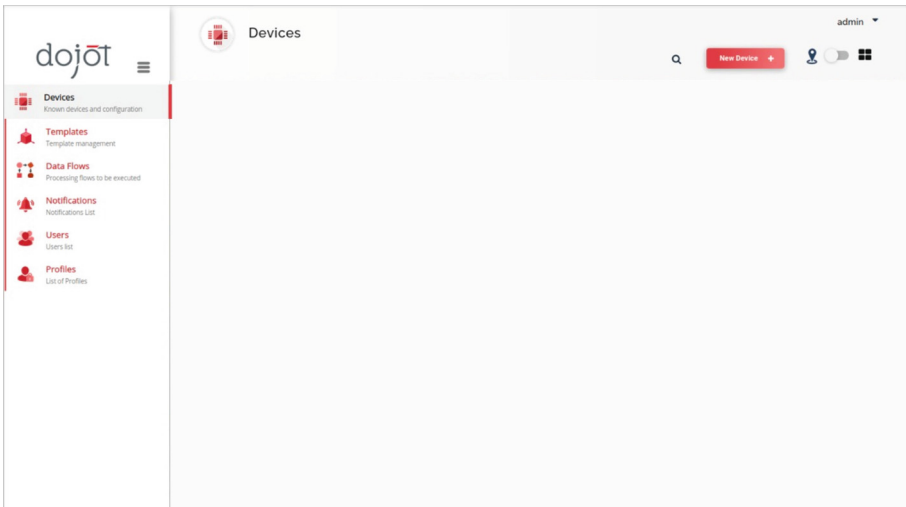 dojot
Devices
admin
New Device +
Devices
Known devices and configuration
Templates
Template management
Data Flows
Processing flows to be executed
Notifications
Notifications List
Users
Users list
Profiles
List of Profiles